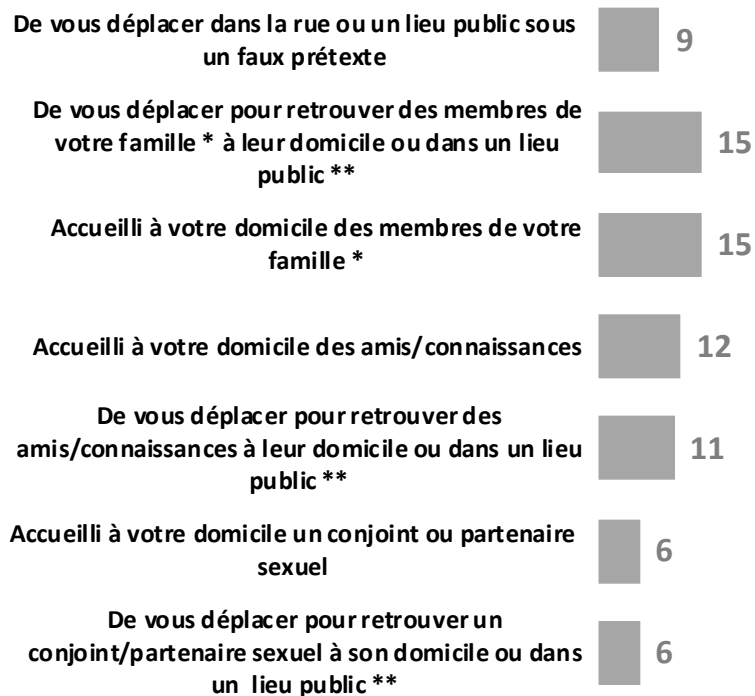 De vous déplacer dans la rue ou un lieu public sous
un faux prétexte
9
De vous déplacer pour retrouver des membres de
votre famille * à leur domicile ou dans un lieu
public **
15
Accueilli à votre domicile des membres de votre
famille *
15
Accueilli à votre domicile des amis/connaissances
12
De vous déplacer pour retrouver des
amis/connaissances à leur domicile ou dans un lieu
public **
11
Accueilli à votre domicile un conjoint ou partenaire
sexuel
6
De vous déplacer pour retrouver un
conjoint/partenaire sexuel à son domicile ou dans
un lieu public **
6